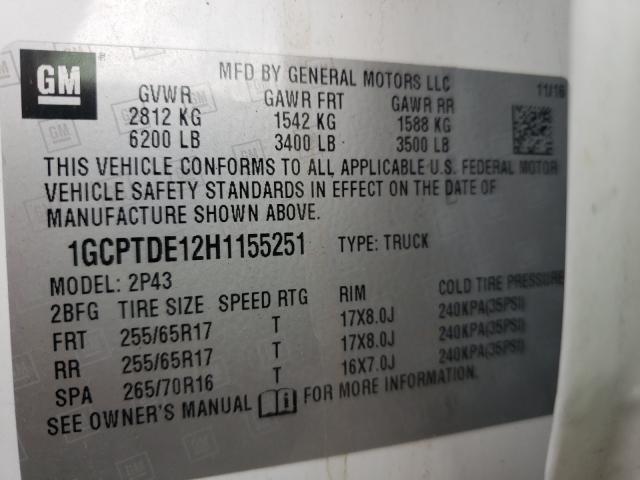 GM
MFD BY GENERAL MOTORS LLC 11/16
GVWR GAWR FRT GAWR RR
2812 KG 1542 KG 1588 KG
6200 LB 3400 LB 3500 LB
THIS VEHICLE CONFORMS TO ALL APPLICABLE U.S. FEDERAL MOTOR
VEHICLE SAFETY STANDARDS IN EFFECT ON THE DATE OF
MANUFACTURE SHOWN ABOVE.
1GCPTDE12H1155251 TYPE: TRUCK
MODEL: 2P43
2BFG TIRE SIZE SPEED RTG RIM COLD TIRE PRESSURE
FRT 255/65R17 T 17X8.0J 240KPA(35PSI)
RR 255/65R17 T 17X8.0J 240KPA(35PSI)
SPA 265/70R16 T 16X7.0J 240KPA(35PSI)
SEE OWNER'S MANUAL i FOR MORE INFORMATION.